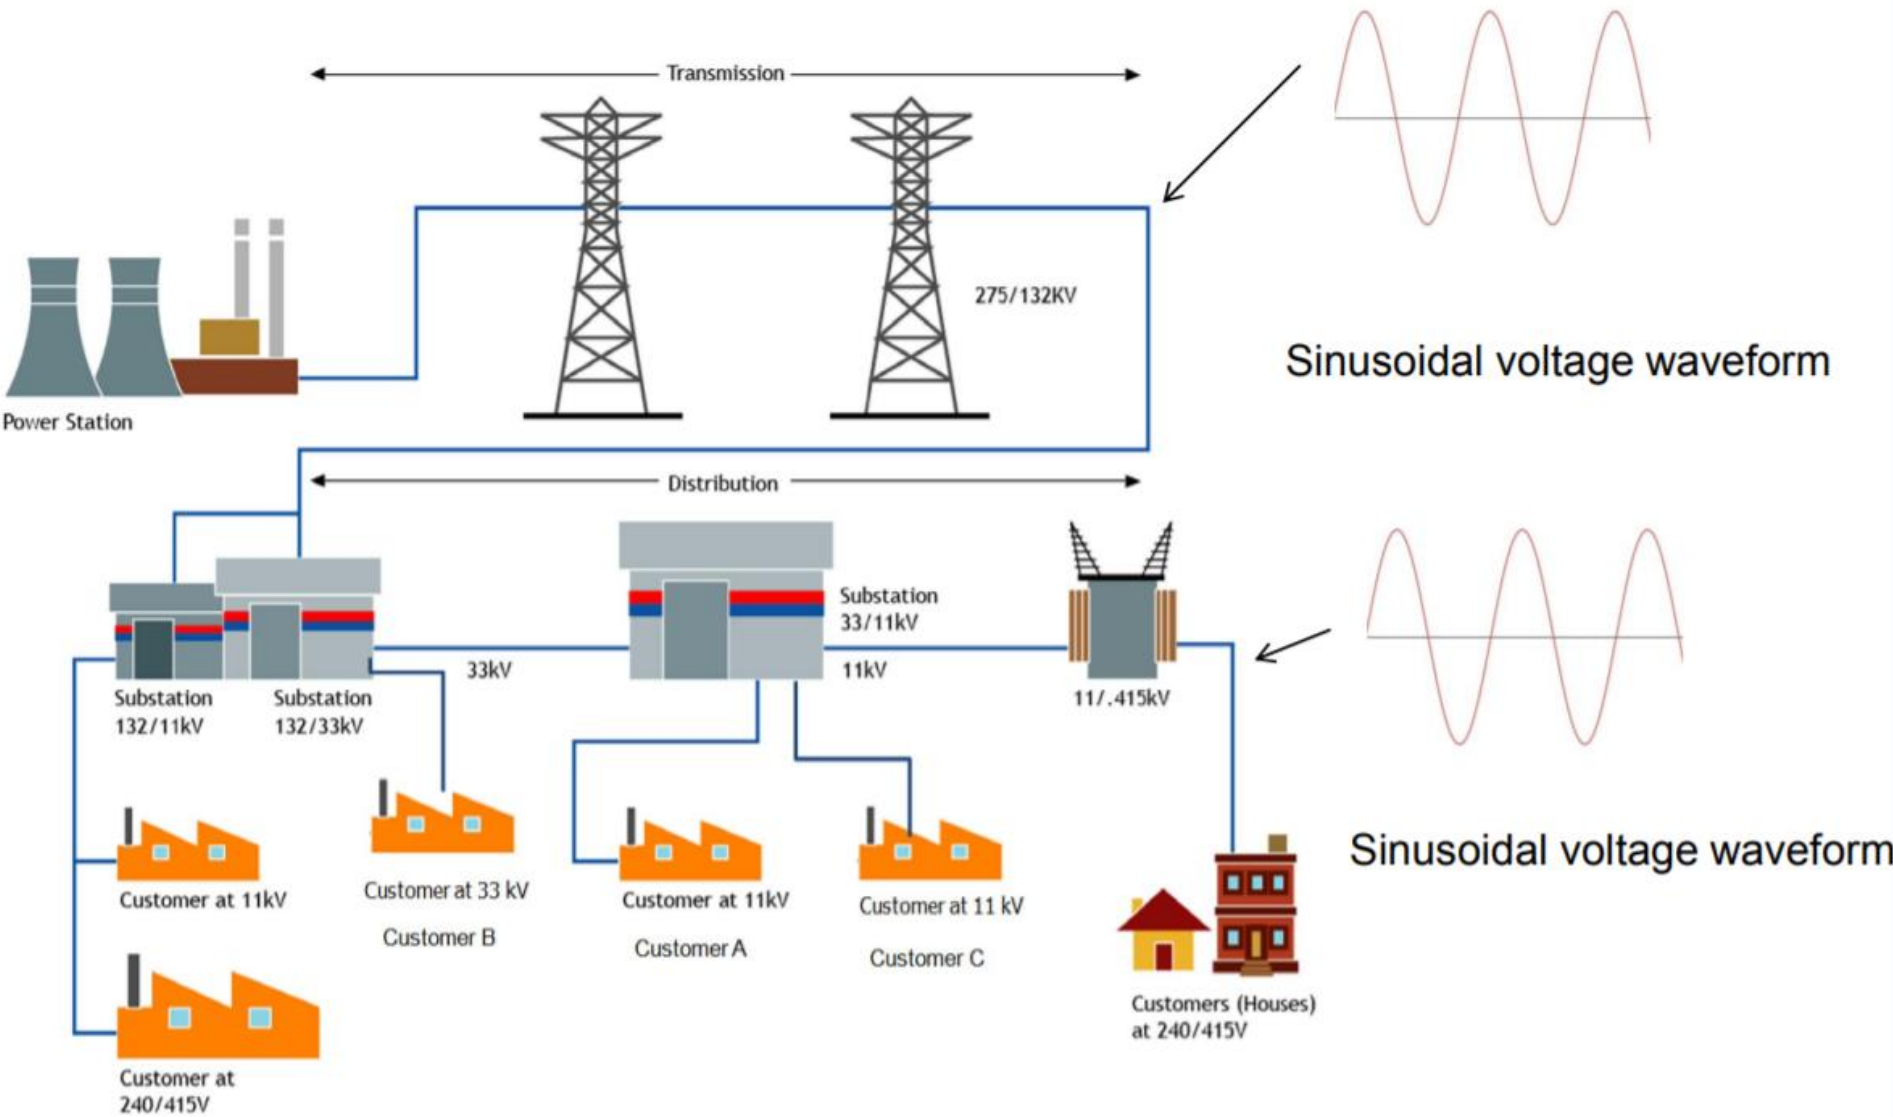 Transmission
275/132KV
Sinusoidal voltage waveform
Power Station
Distribution
Substation
33/11kV
33kV
11kV
11/.415kV
Substation
132/11kV
Substation
132/33kV
Sinusoidal voltage waveform
Customer at 11kV
Customer at 33 kV
Customer B
Customer at 11kV
Customer A
Customer at 11 kV
Customer C
Customers (Houses)
at 240/415V
Customer at
240/415V